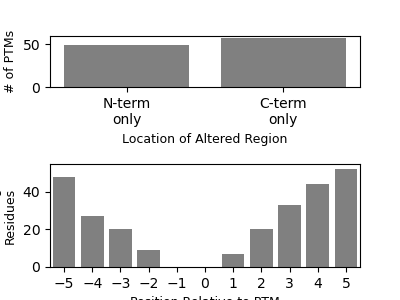 # of PTMs
50
0
N-term
only
C-term
only
Location of Altered Region
Residues
40
20
0
−5 −4 −3 −2 −1 0 1 2 3 4 5
Position Relative to PTM